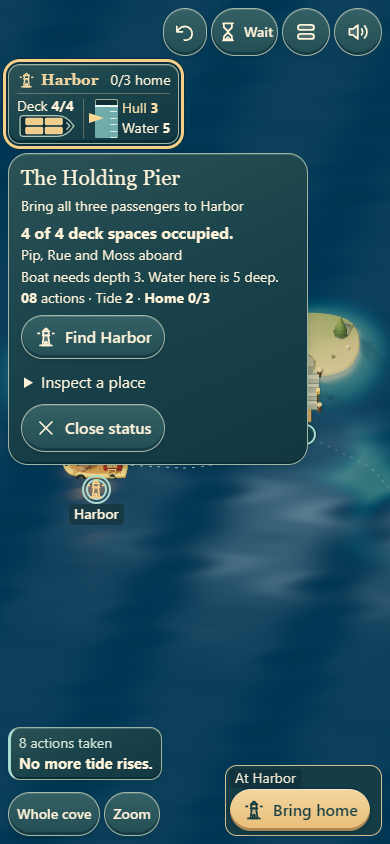 Wait
Harbor 0/3 home
Deck 4/4
Hull 3
Water 5
The Holding Pier
Bring all three passengers to Harbor
4 of 4 deck spaces occupied.
Pip, Rue and Moss aboard
Boat needs depth 3. Water here is 5 deep.
08 actions · Tide 2 · Home 0/3
Find Harbor
Inspect a place
Close status
Harbor
8 actions taken
No more tide rises.
At Harbor
Whole cove
Zoom
Bring home